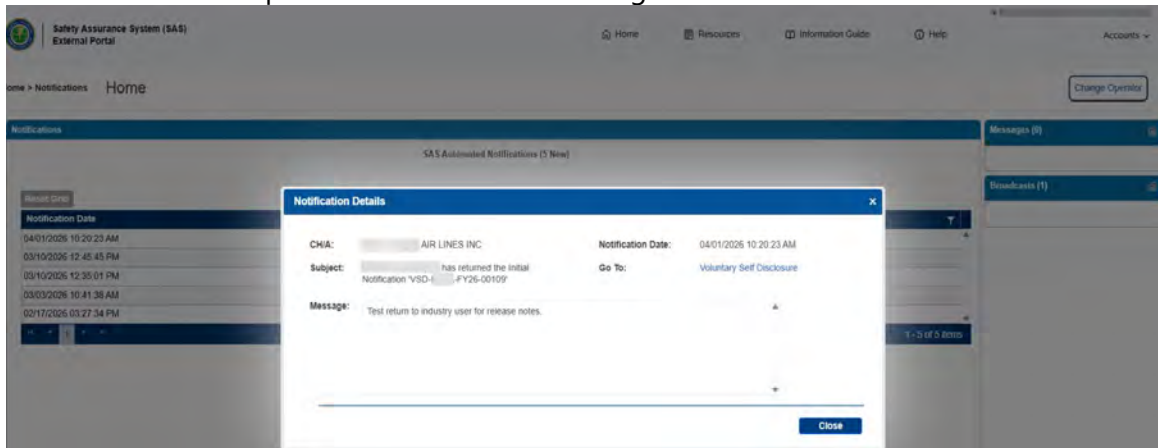 Safety Assurance System (SAS)
External Portal
Home
Resources
Information Guide
Help
Accounts
ome > Notifications
Home
Change Operator
Notifications
Messages (0)
SAS Automated Notifications (5 New)
Broadcasts (1)
Reset Grid
Notification Date
04/01/2026 10:20:23 AM
03/10/2026 12:45:45 PM
03/10/2026 12:35:01 PM
03/03/2026 10:41:38 AM
02/17/2026 03:27:34 PM
1
1 - 5 of 5 items
Notification Details
x
CH/A: AIR LINES INC
Notification Date: 04/01/2026 10:20:23 AM
Subject: has returned the Initial
Notification 'VSD- -FY26-00109'
Go To: Voluntary Self Disclosure
Message: Test return to industry user for release notes.
Close